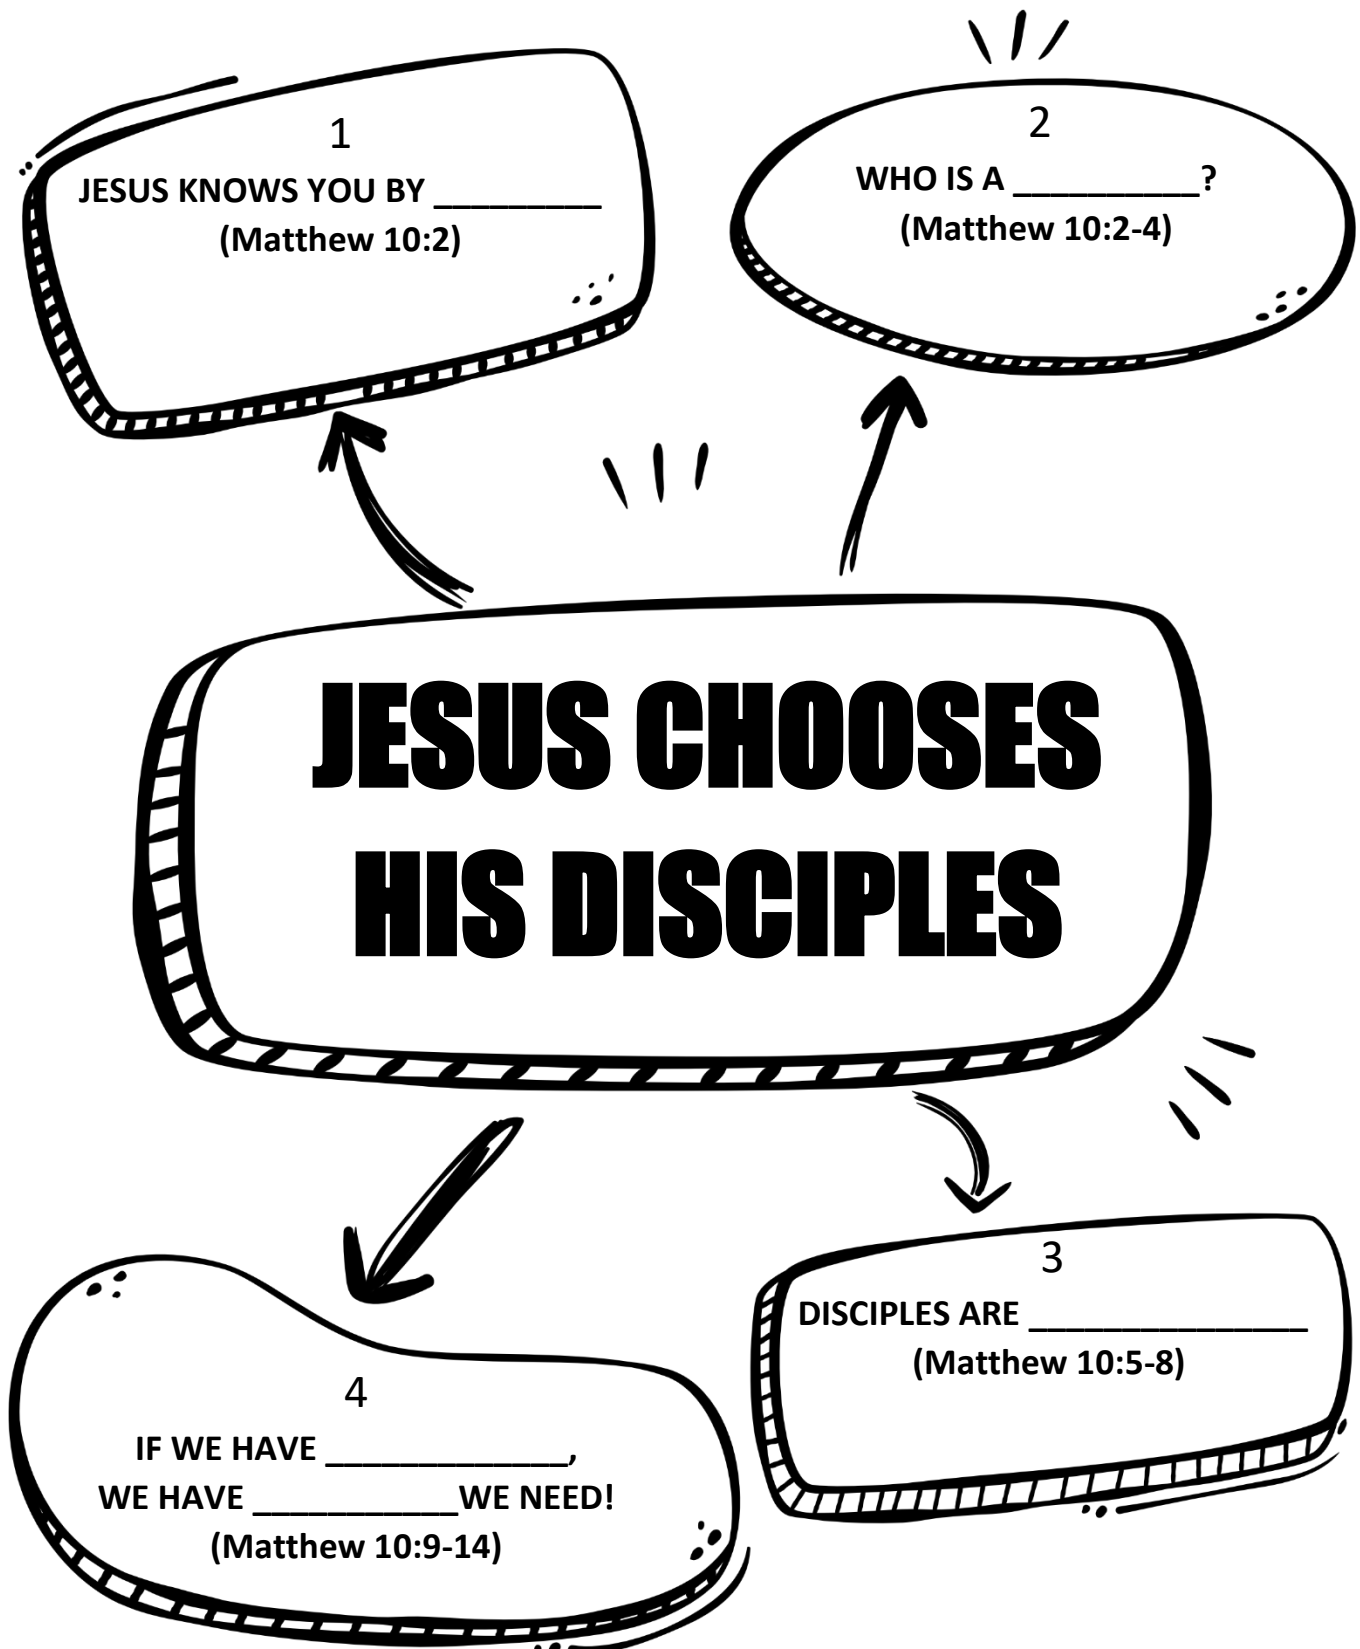 1
JESUS KNOWS YOU BY _________
(Matthew 10:2)
2
WHO IS A __________?
(Matthew 10:2-4)
JESUS CHOOSES
HIS DISCIPLES
3
DISCIPLES ARE _______________
(Matthew 10:5-8)
4
IF WE HAVE _____________,
WE HAVE ___________WE NEED!
(Matthew 10:9-14)